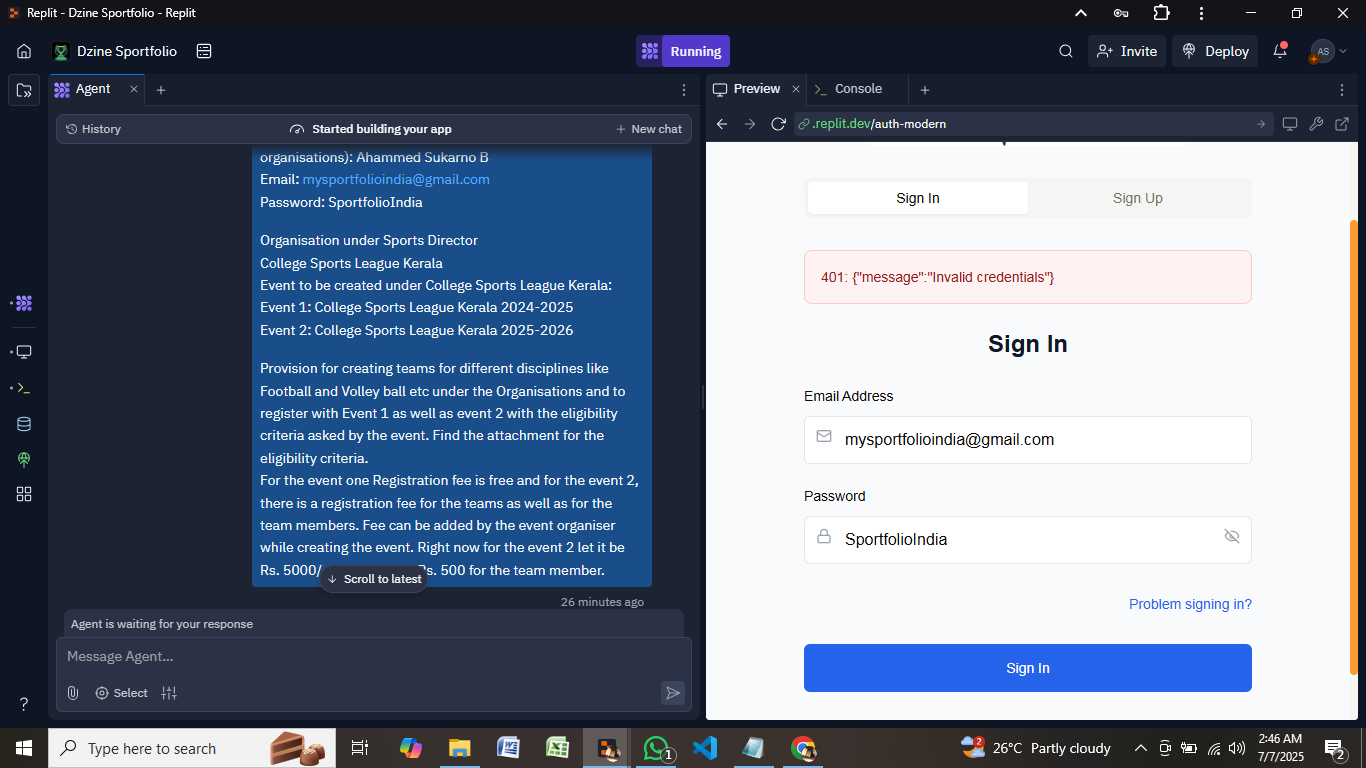 Replit - Dzine Sportfolio - Replit
Dzine Sportfolio
Running
Invite
Deploy
AS
Agent
History
Started building your app
New chat
organisations): Ahammed Sukarno B
Email: mysportfolioindia@gmail.com
Password: SportfolioIndia
Organisation under Sports Director
College Sports League Kerala
Event to be created under College Sports League Kerala:
Event 1: College Sports League Kerala 2024-2025
Event 2: College Sports League Kerala 2025-2026
Provision for creating teams for different disciplines like
Football and Volley ball etc under the Organisations and to
register with Event 1 as well as event 2 with the eligibility
criteria asked by the event. Find the attachment for the
eligibility criteria.
For the event one Registration fee is free and for the event 2,
there is a registration fee for the teams as well as for the
team members. Fee can be added by the event organiser
while creating the event. Right now for the event 2 let it be
Rs. 5000/ Rs. 500 for the team member.
Scroll to latest
26 minutes ago
Agent is waiting for your response
Message Agent...
Select
Preview
Console
.replit.dev/auth-modern
Sign In
Sign Up
401: {"message":"Invalid credentials"}
Sign In
Email Address
mysportfolioindia@gmail.com
Password
SportfolioIndia
Problem signing in?
Sign In
?
Type here to search
1
2
26°C Partly cloudy
2:46 AM
7/7/2025
2